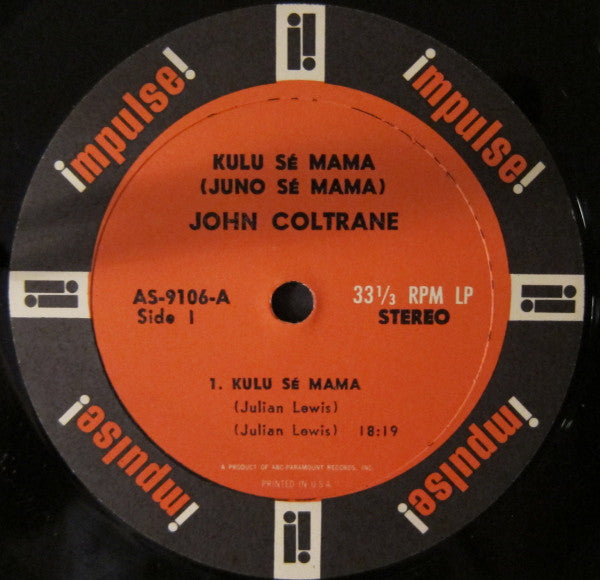 impulse!
impulse!
KULU Sé MAMA
(JUNO Sé MAMA)
JOHN COLTRANE
AS-9106-A
Side 1
33 1/3 RPM LP
STEREO
1. KULU Sé MAMA
(Julian Lewis)
(Julian Lewis) 18:19
A PRODUCT OF ABC-PARAMOUNT RECORDS, INC.
PRINTED IN U.S.A.
impulse!
impulse!